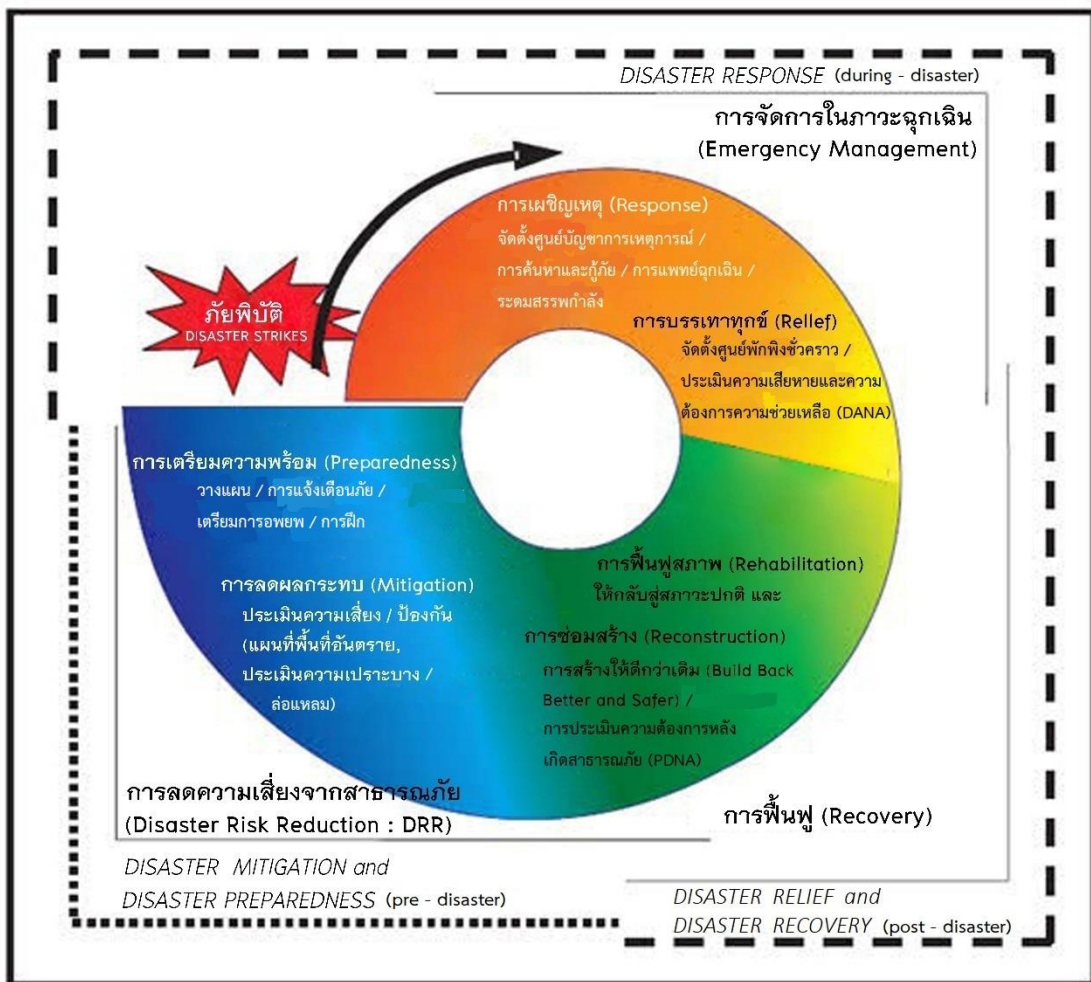 DISASTER RESPONSE (during - disaster)
การจัดการในภาวะฉุกเฉิน
(Emergency Management)
การเผชิญเหตุ (Response)
จัดตั้งศูนย์บัญชาการเหตุการณ์ /
การค้นหาและกู้ภัย / การแพทย์ฉุกเฉิน /
ระดมสรรพกำลัง
ภัยพิบัติ
DISASTER STRIKES
การบรรเทาทุกข์ (Rellef)
จัดตั้งศูนย์พักพิงชั่วคราว /
ประเมินความเสียหายและความ
ต้องการความช่วยเหลือ (DANA)
การเตรียมความพร้อม (Preparedness)
วางแผน / การแจ้งเตือนภัย /
เตรียมการอพยพ / การฝึก
การลดผลกระทบ (Mitigation)
ประเมินความเสี่ยง / ป้องกัน
(แผนที่พื้นที่อันตราย,
ประเมินความเปราะบาง /
ล่อแหลม)
การฟื้นฟูสภาพ (Rehabilitation)
ให้กลับสู่สภาวะปกติ และ
การซ่อมสร้าง (Reconstruction)
การสร้างให้ดีกว่าเดิม (Build Back
Better and Safer) /
การประเมินความต้องการหลัง
เกิดสาธารณภัย (PDNA)
การลดความเสี่ยงจากสาธารณภัย
(Disaster Risk Reduction : DRR)
การฟื้นฟู (Recovery)
DISASTER MITIGATION and
DISASTER PREPAREDNESS (pre - disaster)
DISASTER RELIEF and
DISASTER RECOVERY (post - disaster)